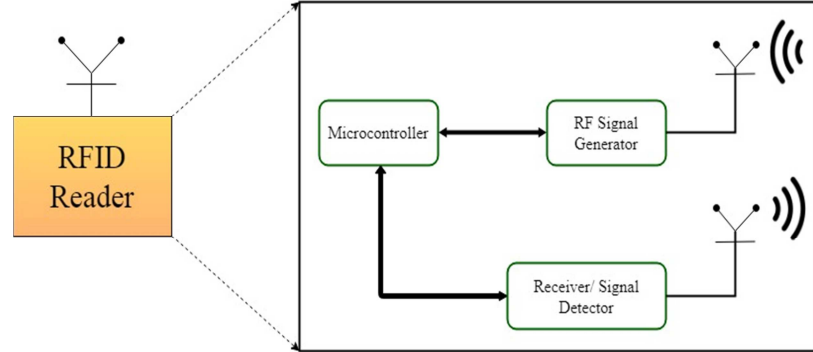 RFID
Reader
Microcontroller
RF Signal
Generator
Receiver/ Signal
Detector